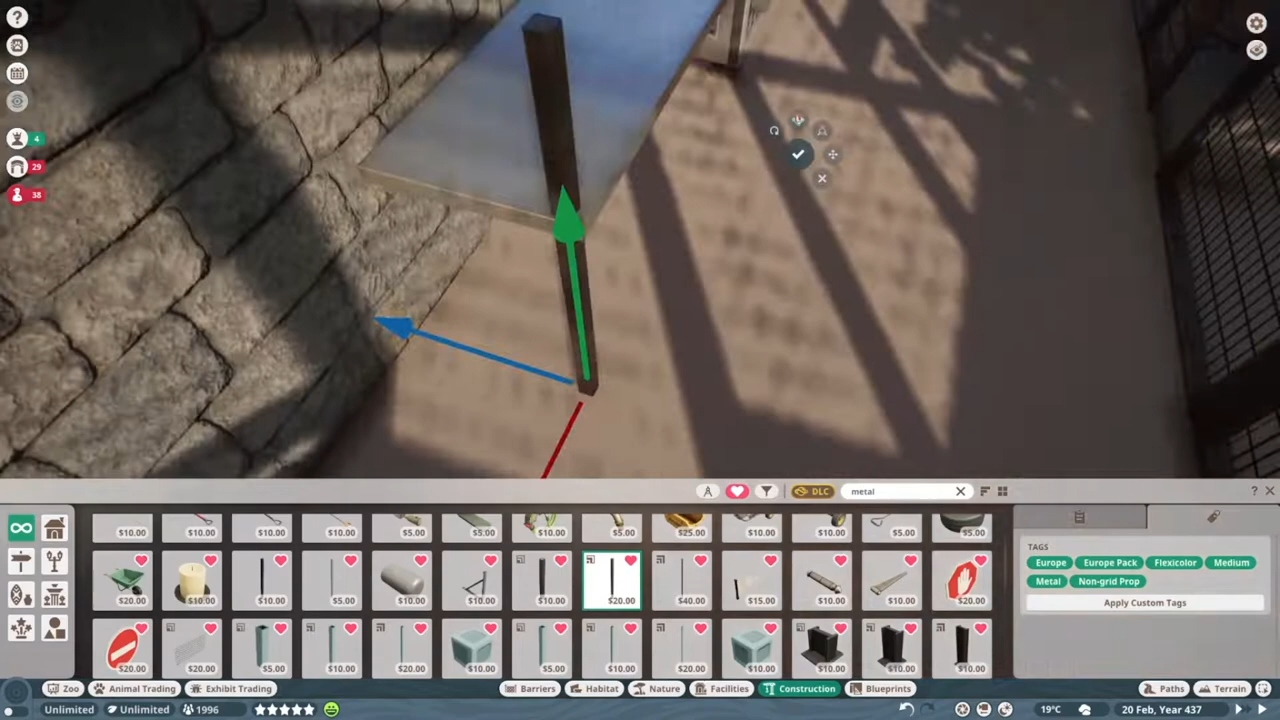 4
29
38
DLC metal
?
$10.00 $10.00 $10.00 $10.00 $5.00 $5.00 $10.00 $5.00 $25.00 $10.00 $10.00 $5.00 $10.00
$20.00 $10.00 $10.00 $5.00 $10.00 $10.00 $10.00 $20.00 $40.00 $15.00 $10.00 $10.00 $20.00
$20.00 $20.00 $5.00 $10.00 $20.00 $10.00 $5.00 $10.00 $20.00 $10.00 $10.00 $10.00 $10.00
TAGS
Europe Europe Pack Flexicolor Medium
Metal Non-grid Prop
Apply Custom Tags
Zoo Animal Trading Exhibit Trading Barriers Habitat Nature Facilities Construction Blueprints Paths Terrain
Unlimited Unlimited 1996 19°C 20 Feb, Year 437